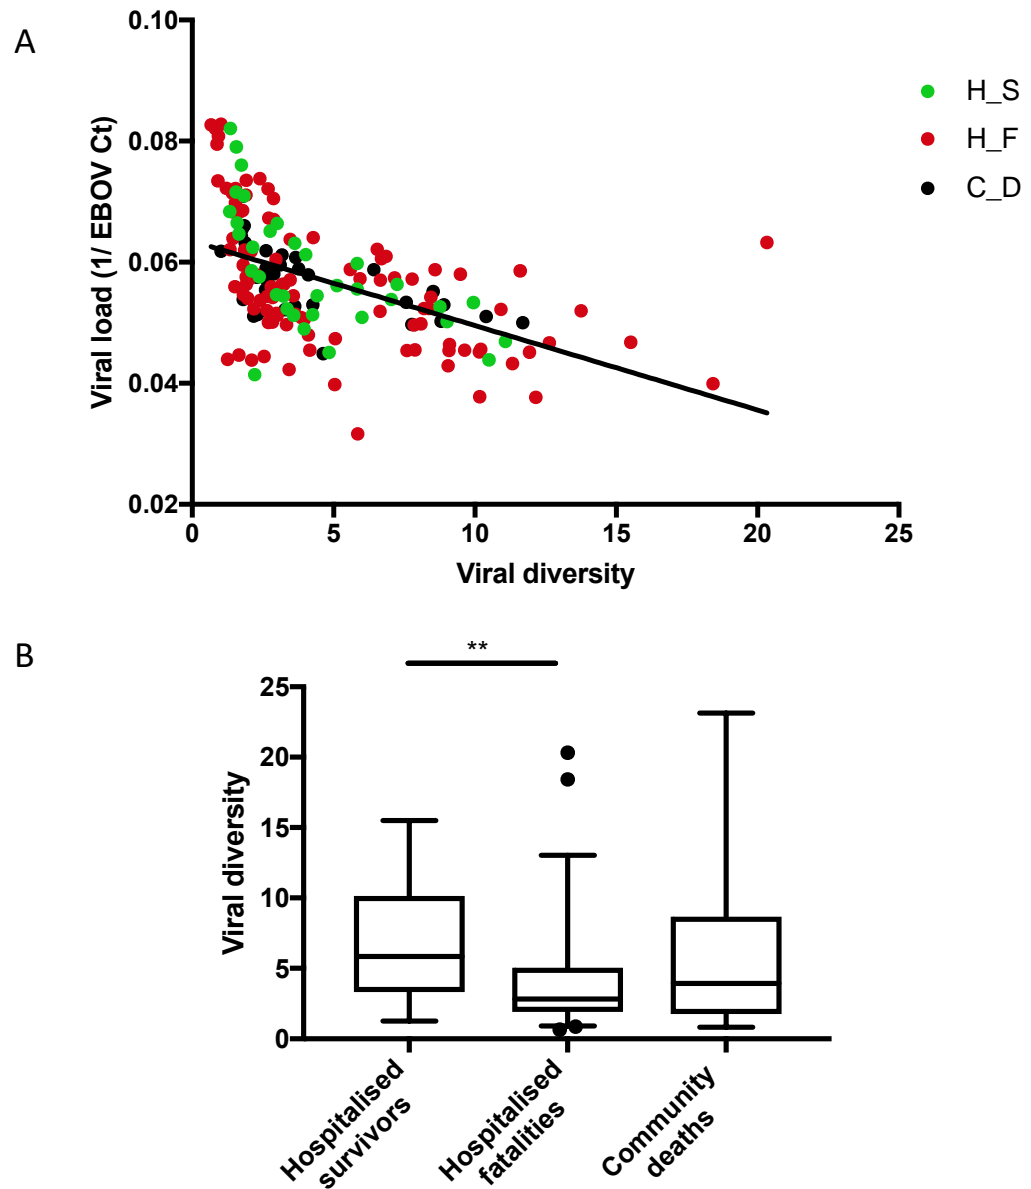 A
0.10
0.08
0.06
0.04
0.02
Viral load (1/ EBOV Ct)
0
5
10
15
20
25
Viral diversity
H_S
H_F
C_D
B
**
25
20
15
10
5
0
Viral diversity
Hospitalised
survivors
Hospitalised
fatalities
Community
deaths